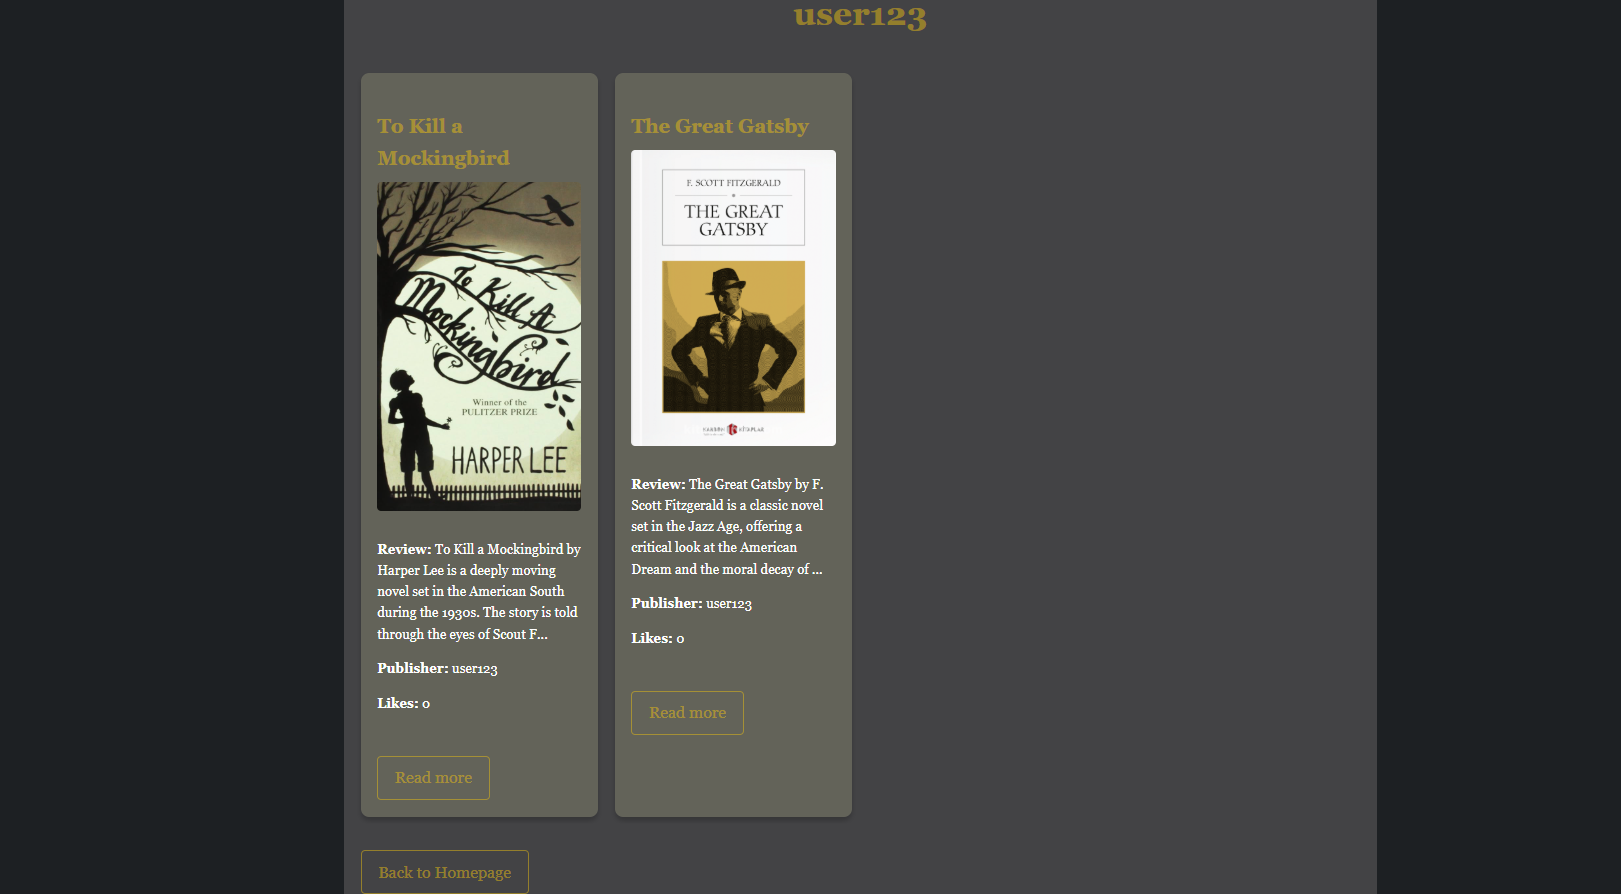 user123
To Kill a
Mockingbird
To Kill A
Mockingbird
Winner of the
PULITZER PRIZE
HARPER LEE
Review: To Kill a Mockingbird by
Harper Lee is a deeply moving
novel set in the American South
during the 1930s. The story is told
through the eyes of Scout F...
Publisher: user123
Likes: 0
Read more
The Great Gatsby
F. SCOTT FITZGERALD
THE GREAT
GATSBY
Review: The Great Gatsby by F.
Scott Fitzgerald is a classic novel
set in the Jazz Age, offering a
critical look at the American
Dream and the moral decay of ...
Publisher: user123
Likes: 0
Read more
Back to Homepage